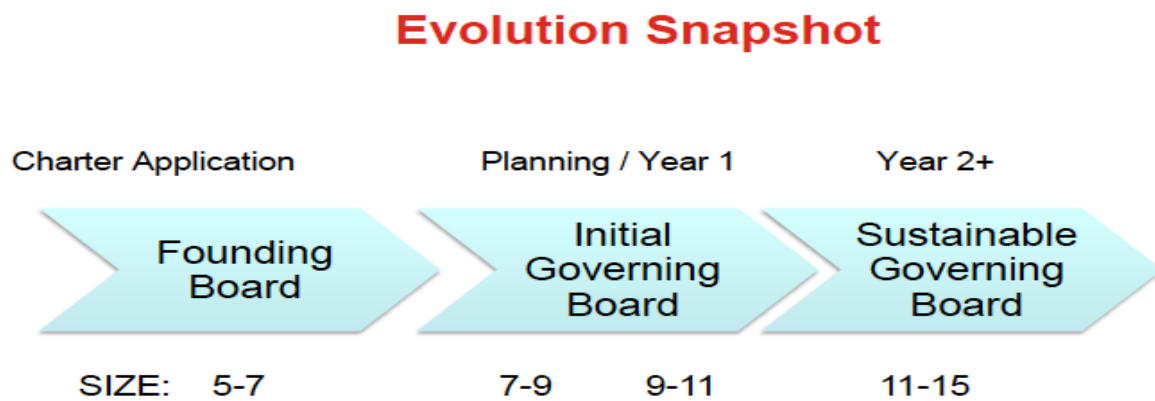 Evolution Snapshot
Charter Application Planning / Year 1 Year 2+
Founding
Board
Initial
Governing
Board
Sustainable
Governing
Board
SIZE: 5-7 7-9 9-11 11-15